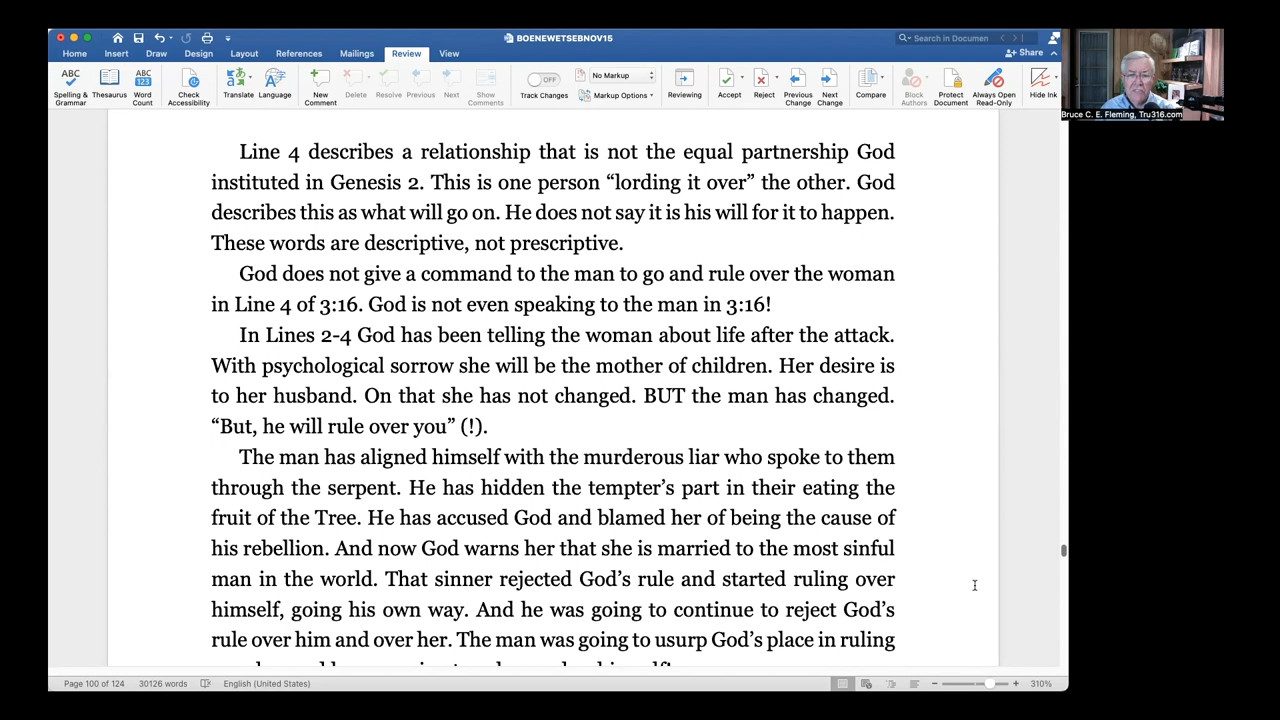 BOENEWETSEBNOV15
Search in Documen
Home Insert Draw Design Layout References Mailings Review View
Share
ABC Spelling & Grammar
Thesaurus
ABC 123 Word Count
Check Accessibility
Translate
Language
New Comment
Delete
Resolve
Previous
Next
Show Comments
OFF
Track Changes
No Markup
Markup Options
Reviewing
Accept
Reject
Previous Change
Next Change
Compare
Block Authors
Protect Document
Always Open Read-Only
Hide Ink
Bruce C. E. Fleming, Tru316.com
Line 4 describes a relationship that is not the equal partnership God
instituted in Genesis 2. This is one person “lording it over” the other. God
describes this as what will go on. He does not say it is his will for it to happen.
These words are descriptive, not prescriptive.
God does not give a command to the man to go and rule over the woman
in Line 4 of 3:16. God is not even speaking to the man in 3:16!
In Lines 2-4 God has been telling the woman about life after the attack.
With psychological sorrow she will be the mother of children. Her desire is
to her husband. On that she has not changed. BUT the man has changed.
“But, he will rule over you” (!).
The man has aligned himself with the murderous liar who spoke to them
through the serpent. He has hidden the tempter’s part in their eating the
fruit of the Tree. He has accused God and blamed her of being the cause of
his rebellion. And now God warns her that she is married to the most sinful
man in the world. That sinner rejected God’s rule and started ruling over
himself, going his own way. And he was going to continue to reject God’s
rule over him and over her. The man was going to usurp God’s place in ruling
Page 100 of 124 30126 words English (United States) 310%